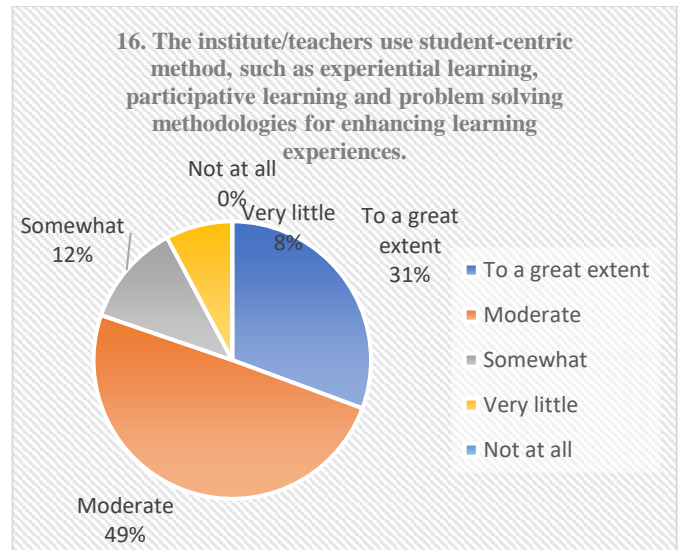 16. The institute/teachers use student-centric
method, such as experiential learning,
participative learning and problem solving
methodologies for enhancing learning
experiences.
Not at all
0%
Very little
8%
To a great
extent
31%
Somewhat
12%
Moderate
49%
To a great extent
Moderate
Somewhat
Very little
Not at all